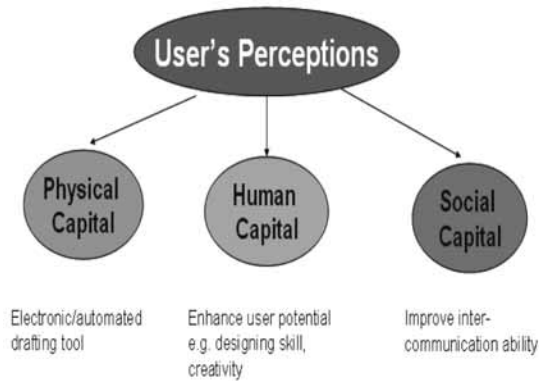 User's Perceptions
Physical
Capital
Human
Capital
Social
Capital
Electronic/automated
drafting tool
Enhance user potential
e.g. designing skill,
creativity
Improve inter-
communication ability